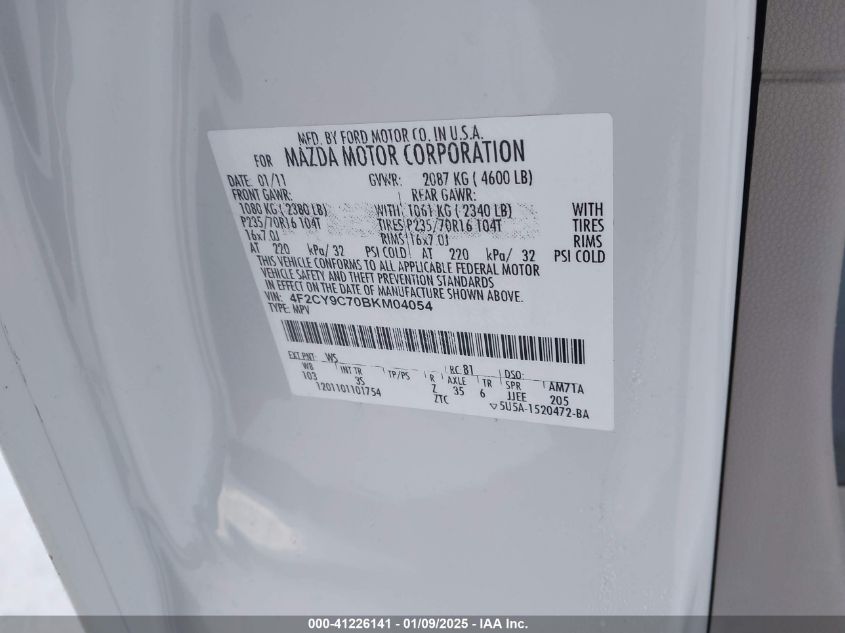 MFD. BY FORD MOTOR CO. IN U.S.A.
FOR MAZDA MOTOR CORPORATION
DATE: 01/11 GVWR: 2087 KG ( 4600 LB)
FRONT GAWR: REAR GAWR:
1080 KG ( 2380 LB) WITH 1061 KG ( 2340 LB) WITH
P235/70R16 104T TIRES P235/70R16 104T TIRES
16x7.0J RIMS 16x7.0J RIMS
AT 220 kPa/ 32 PSI COLD AT 220 kPa/ 32 PSI COLD
THIS VEHICLE CONFORMS TO ALL APPLICABLE FEDERAL MOTOR
VEHICLE SAFETY AND THEFT PREVENTION STANDARDS
IN EFFECT ON THE DATE OF MANUFACTURE SHOWN ABOVE.
VIN: 4F2CY9C70BKM04054
TYPE: MPV
EXT PNT: WS RC: 81 DSO:
WB INT TR TP/PS R AXLE TR SPR AM71A
103 3S Z 35 6 JJEE 205
1201101101754 ZTC ▽5U5A-1520472-BA
000-41226141 - 01/09/2025 - IAA Inc.